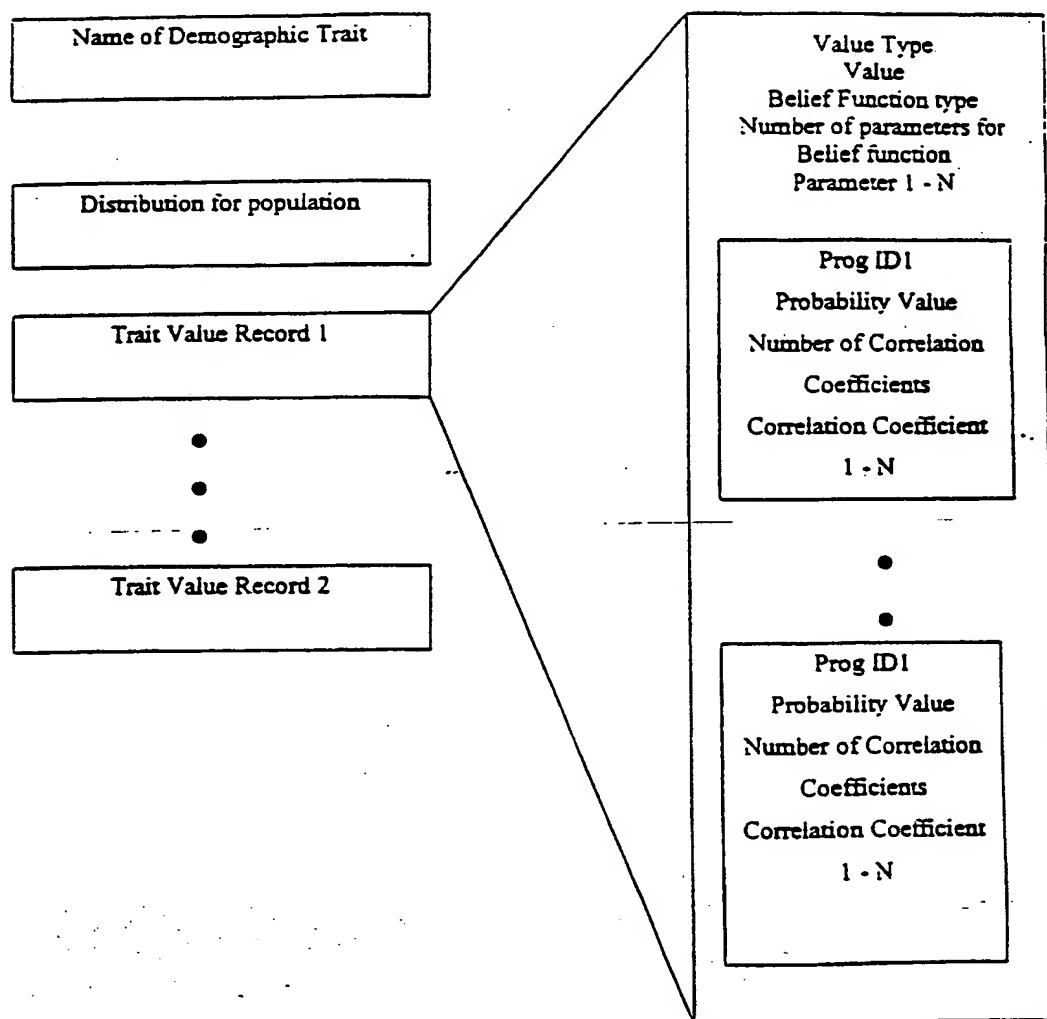 Name of Demographic Trait
Distribution for population
Trait Value Record 1
Trait Value Record 2
Value Type
Value
Belief Function type
Number of parameters for
Belief function
Parameter 1 - N
Prog ID1
Probability Value
Number of Correlation
Coefficients
Correlation Coefficient
1 - N
Prog ID1
Probability Value
Number of Correlation
Coefficients
Correlation Coefficient
1 - N